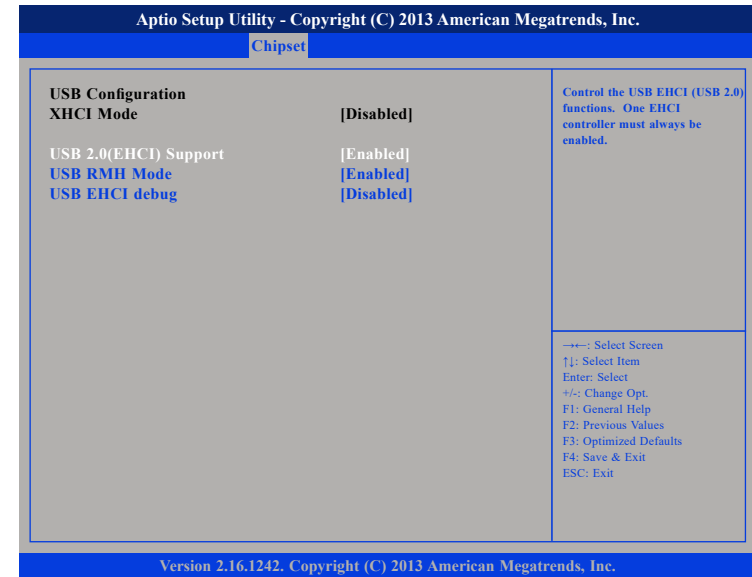 Aptio Setup Utility - Copyright (C) 2013 American Megatrends, Inc.
Chipset
USB Configuration
XHCI Mode [Disabled]
USB 2.0(EHCI) Support [Enabled]
USB RMH Mode [Enabled]
USB EHCI debug [Disabled]
Control the USB EHCI (USB 2.0)
functions. One EHCI
controller must always be
enabled.
→←: Select Screen
↑↓: Select Item
Enter: Select
+/-: Change Opt.
F1: General Help
F2: Previous Values
F3: Optimized Defaults
F4: Save & Exit
ESC: Exit
Version 2.16.1242. Copyright (C) 2013 American Megatrends, Inc.